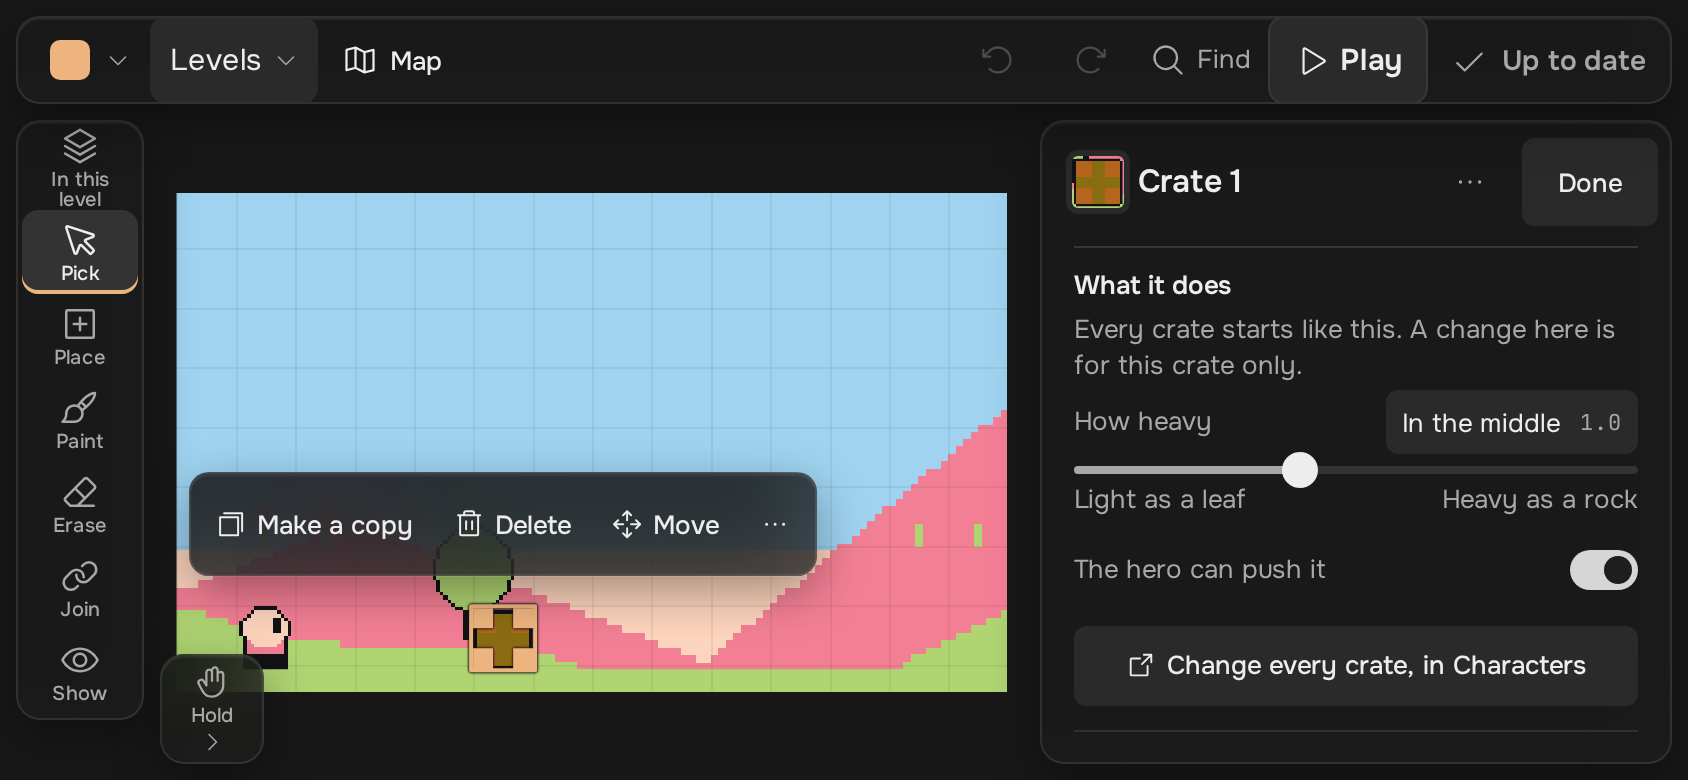 Levels
Map
Find
Play
Up to date
In this
level
Pick
Place
Paint
Erase
Join
Show
Hold
Make a copy
Delete
Move
Crate 1
Done
What it does
Every crate starts like this. A change here is
for this crate only.
How heavy
In the middle 1.0
Light as a leaf
Heavy as a rock
The hero can push it
Change every crate, in Characters